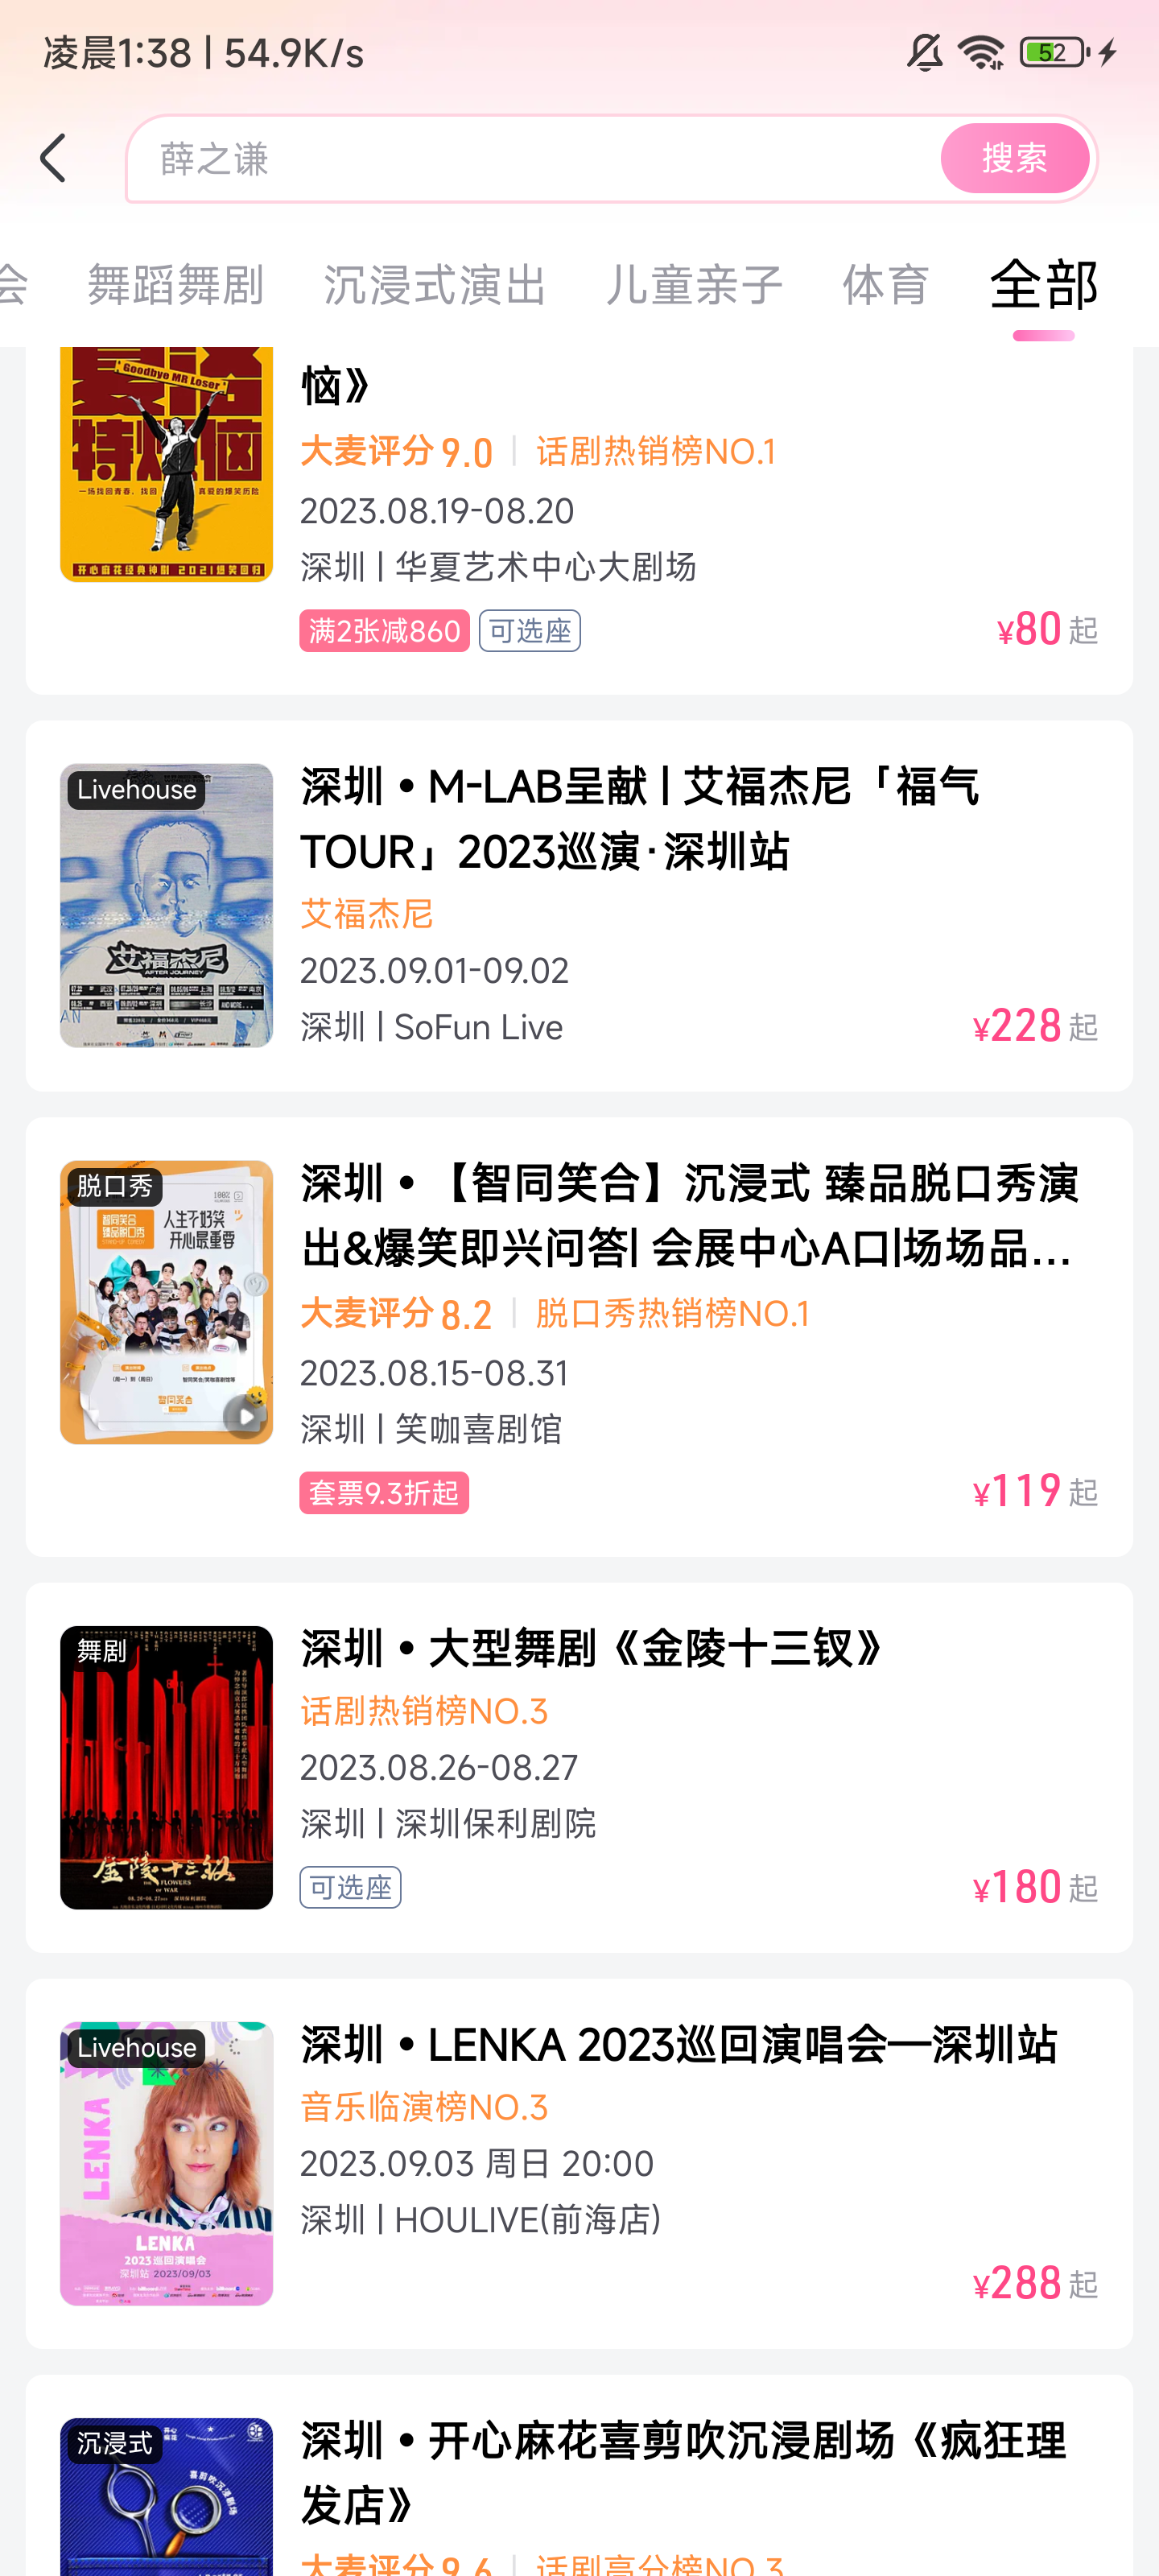 凌晨1:38 | 54.9K/s
52
薛之谦
搜索
会 舞蹈舞剧 沉浸式演出 儿童亲子 体育 全部
Goodbye MR Loser
特烦恼
一场找回青春、找回真爱的爆笑历险
开心麻花经典神剧 2021爆笑回归
恼》
大麦评分 9.0 | 话剧热销榜NO.1
2023.08.19-08.20
深圳 | 华夏艺术中心大剧场
满2张减860 可选座
¥80 起
Livehouse
艾福杰尼
AFTER JOURNEY
深圳 • M-LAB呈献 | 艾福杰尼「福气
TOUR」2023巡演·深圳站
艾福杰尼
2023.09.01-09.02
深圳 | SoFun Live
¥228 起
脱口秀
智同笑合
臻品脱口秀
人生不好笑
开心最重要
智同笑合
深圳 • 【智同笑合】沉浸式 臻品脱口秀演
出&爆笑即兴问答| 会展中心A口|场场品...
大麦评分 8.2 | 脱口秀热销榜NO.1
2023.08.15-08.31
深圳 | 笑咖喜剧馆
套票9.3折起
¥119 起
舞剧
金陵十三钗
THE FLOWERS
OF WAR
深圳 • 大型舞剧《金陵十三钗》
话剧热销榜NO.3
2023.08.26-08.27
深圳 | 深圳保利剧院
可选座
¥180 起
Livehouse
LENKA
LENKA
2023巡回演唱会
深圳站 2023/09/03
深圳 • LENKA 2023巡回演唱会—深圳站
音乐临演榜NO.3
2023.09.03 周日 20:00
深圳 | HOULIVE(前海店)
¥288 起
沉浸式
喜剪吹沉浸剧场
深圳 • 开心麻花喜剪吹沉浸剧场《疯狂理
发店》
大麦评分 9.6 | 话剧高分榜NO.3